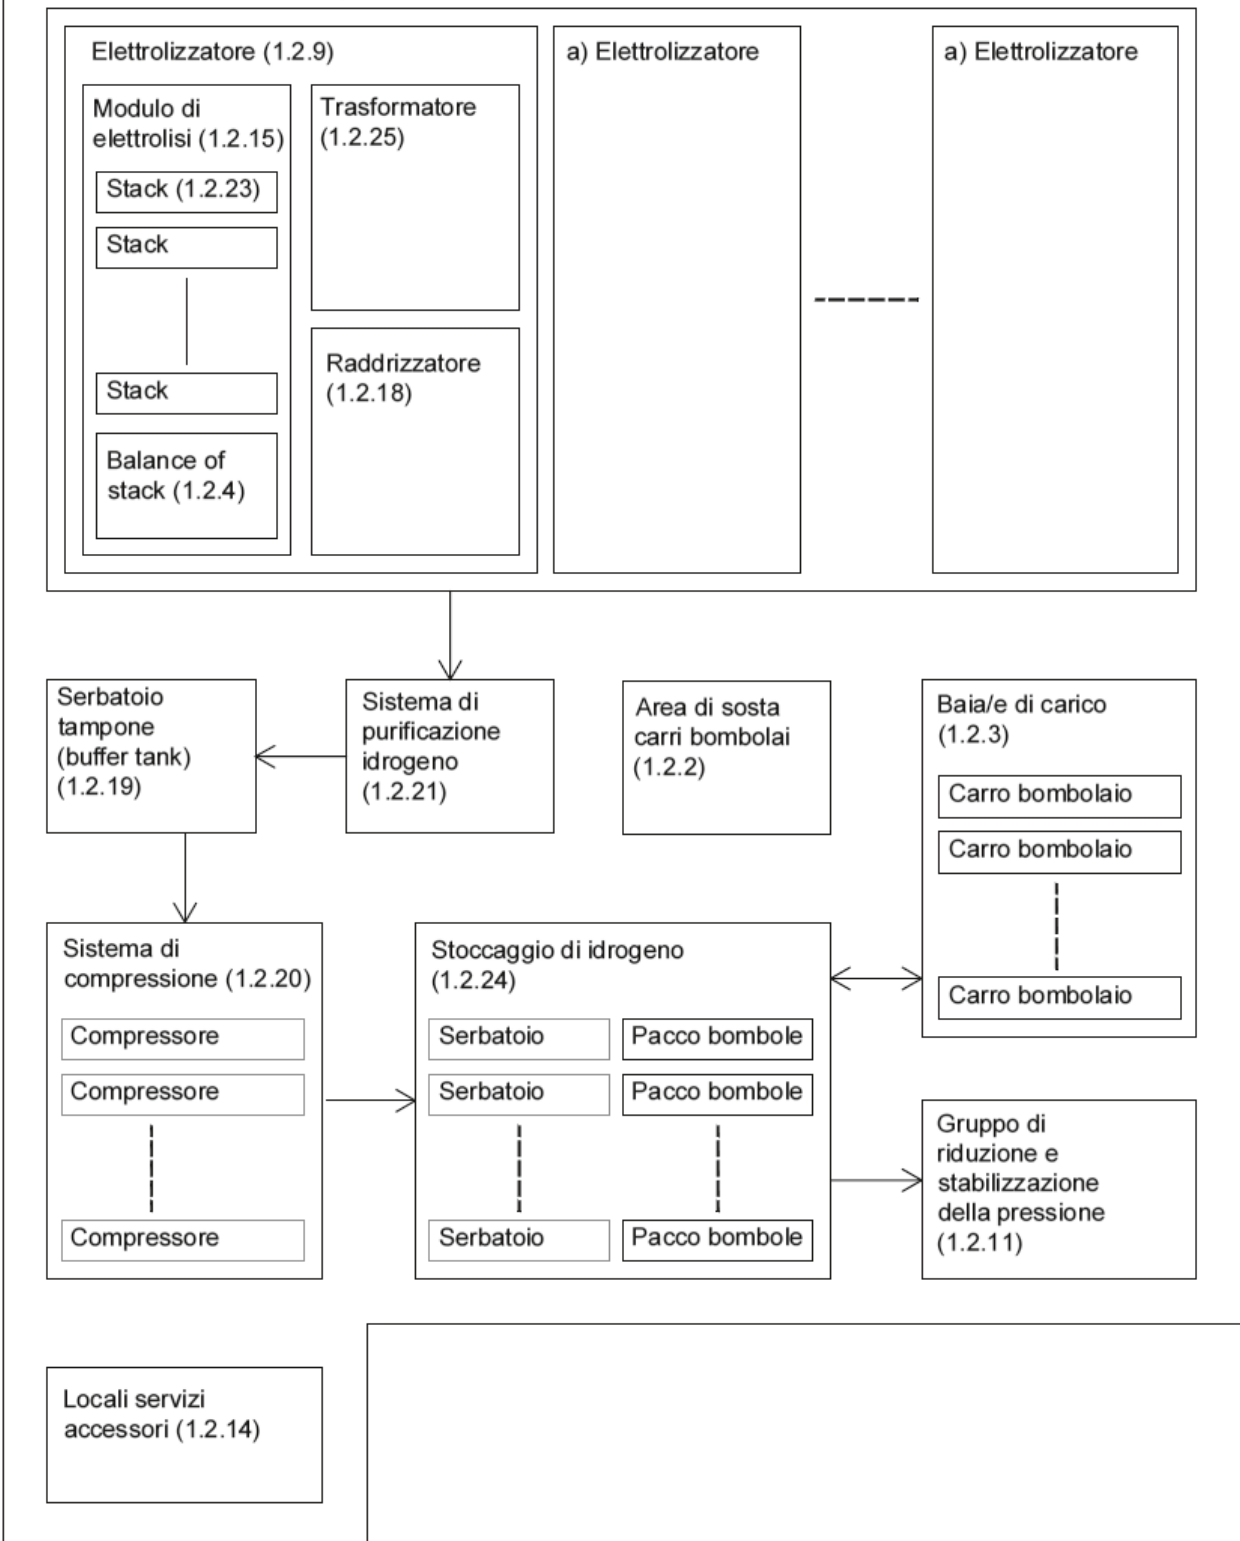 Elettrolizzatore (1.2.9)
Modulo di
elettrolisi (1.2.15)
Stack (1.2.23)
Stack
Stack
Balance of
stack (1.2.4)
Trasformatore
(1.2.25)
Raddrizzatore
(1.2.18)
a) Elettrolizzatore
a) Elettrolizzatore
Serbatoio
tampone
(buffer tank)
(1.2.19)
Sistema di
purificazione
idrogeno
(1.2.21)
Area di sosta
carri bombolai
(1.2.2)
Baia/e di carico
(1.2.3)
Carro bombolaio
Carro bombolaio
Carro bombolaio
Sistema di
compressione (1.2.20)
Compressore
Compressore
Compressore
Stoccaggio di idrogeno
(1.2.24)
Serbatoio
Pacco bombole
Serbatoio
Pacco bombole
Serbatoio
Pacco bombole
Gruppo di
riduzione e
stabilizzazione
della pressione
(1.2.11)
Locali servizi
accessori (1.2.14)